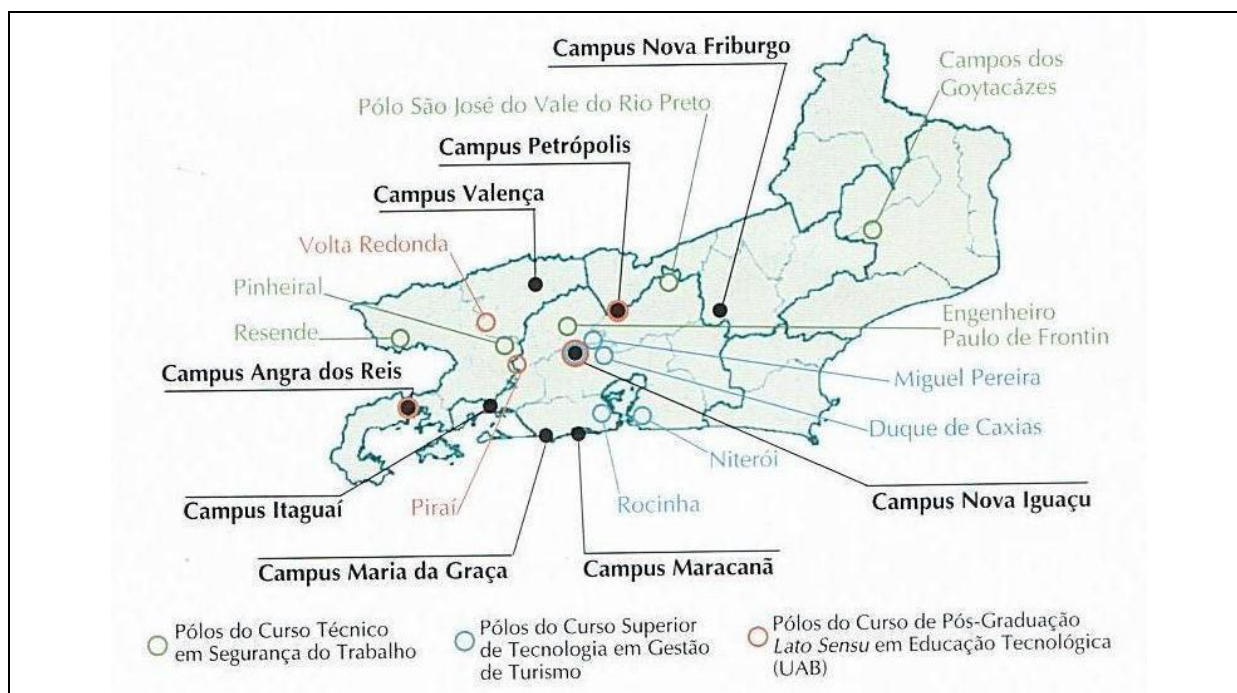 Campus Nova Friburgo
Campos dos
Goytacázes
Pólo São José do Vale do Rio Preto
Campus Petrópolis
Campus Valença
Volta Redonda
Pinheiral
Resende
Engenheiro
Paulo de Frontin
Campus Angra dos Reis
Miguel Pereira
Duque de Caxias
Niterói
Campus Nova Iguaçu
Campus Itaguaí
Piraí
Rocinha
Campus Maria da Graça
Campus Maracanã
Pólos do Curso Técnico
em Segurança do Trabalho
Pólos do Curso Superior
de Tecnologia em Gestão
de Turismo
Pólos do Curso de Pós-Graduação
Lato Sensu em Educação Tecnológica
(UAB)